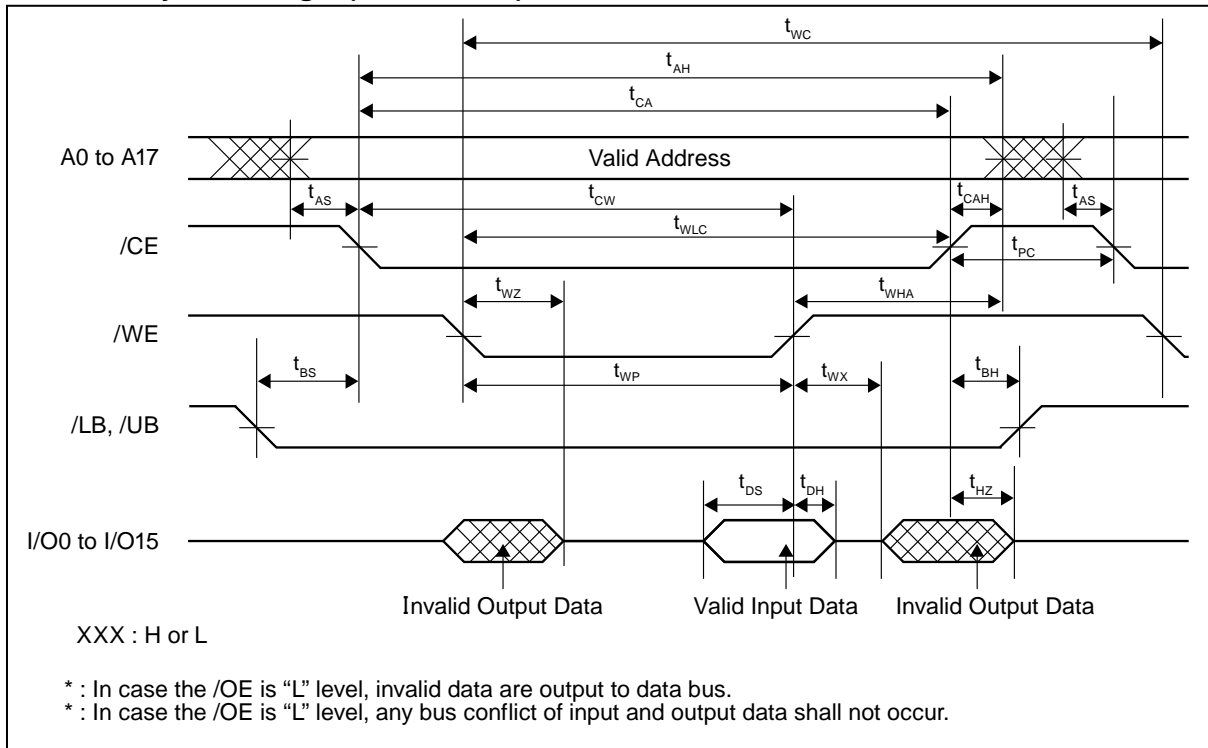 tWC
tAH
tCA
A0 to A17
Valid Address
tAS
tCW
tCAH
tAS
/CE
tWLC
tPC
tWZ
tWHA
/WE
tBS
tWP
tWX
tBH
/LB, /UB
tDS
tDH
tHZ
I/O0 to I/O15
Invalid Output Data
Valid Input Data
Invalid Output Data
XXX : H or L
* : In case the /OE is “L” level, invalid data are output to data bus.
* : In case the /OE is “L” level, any bus conflict of input and output data shall not occur.